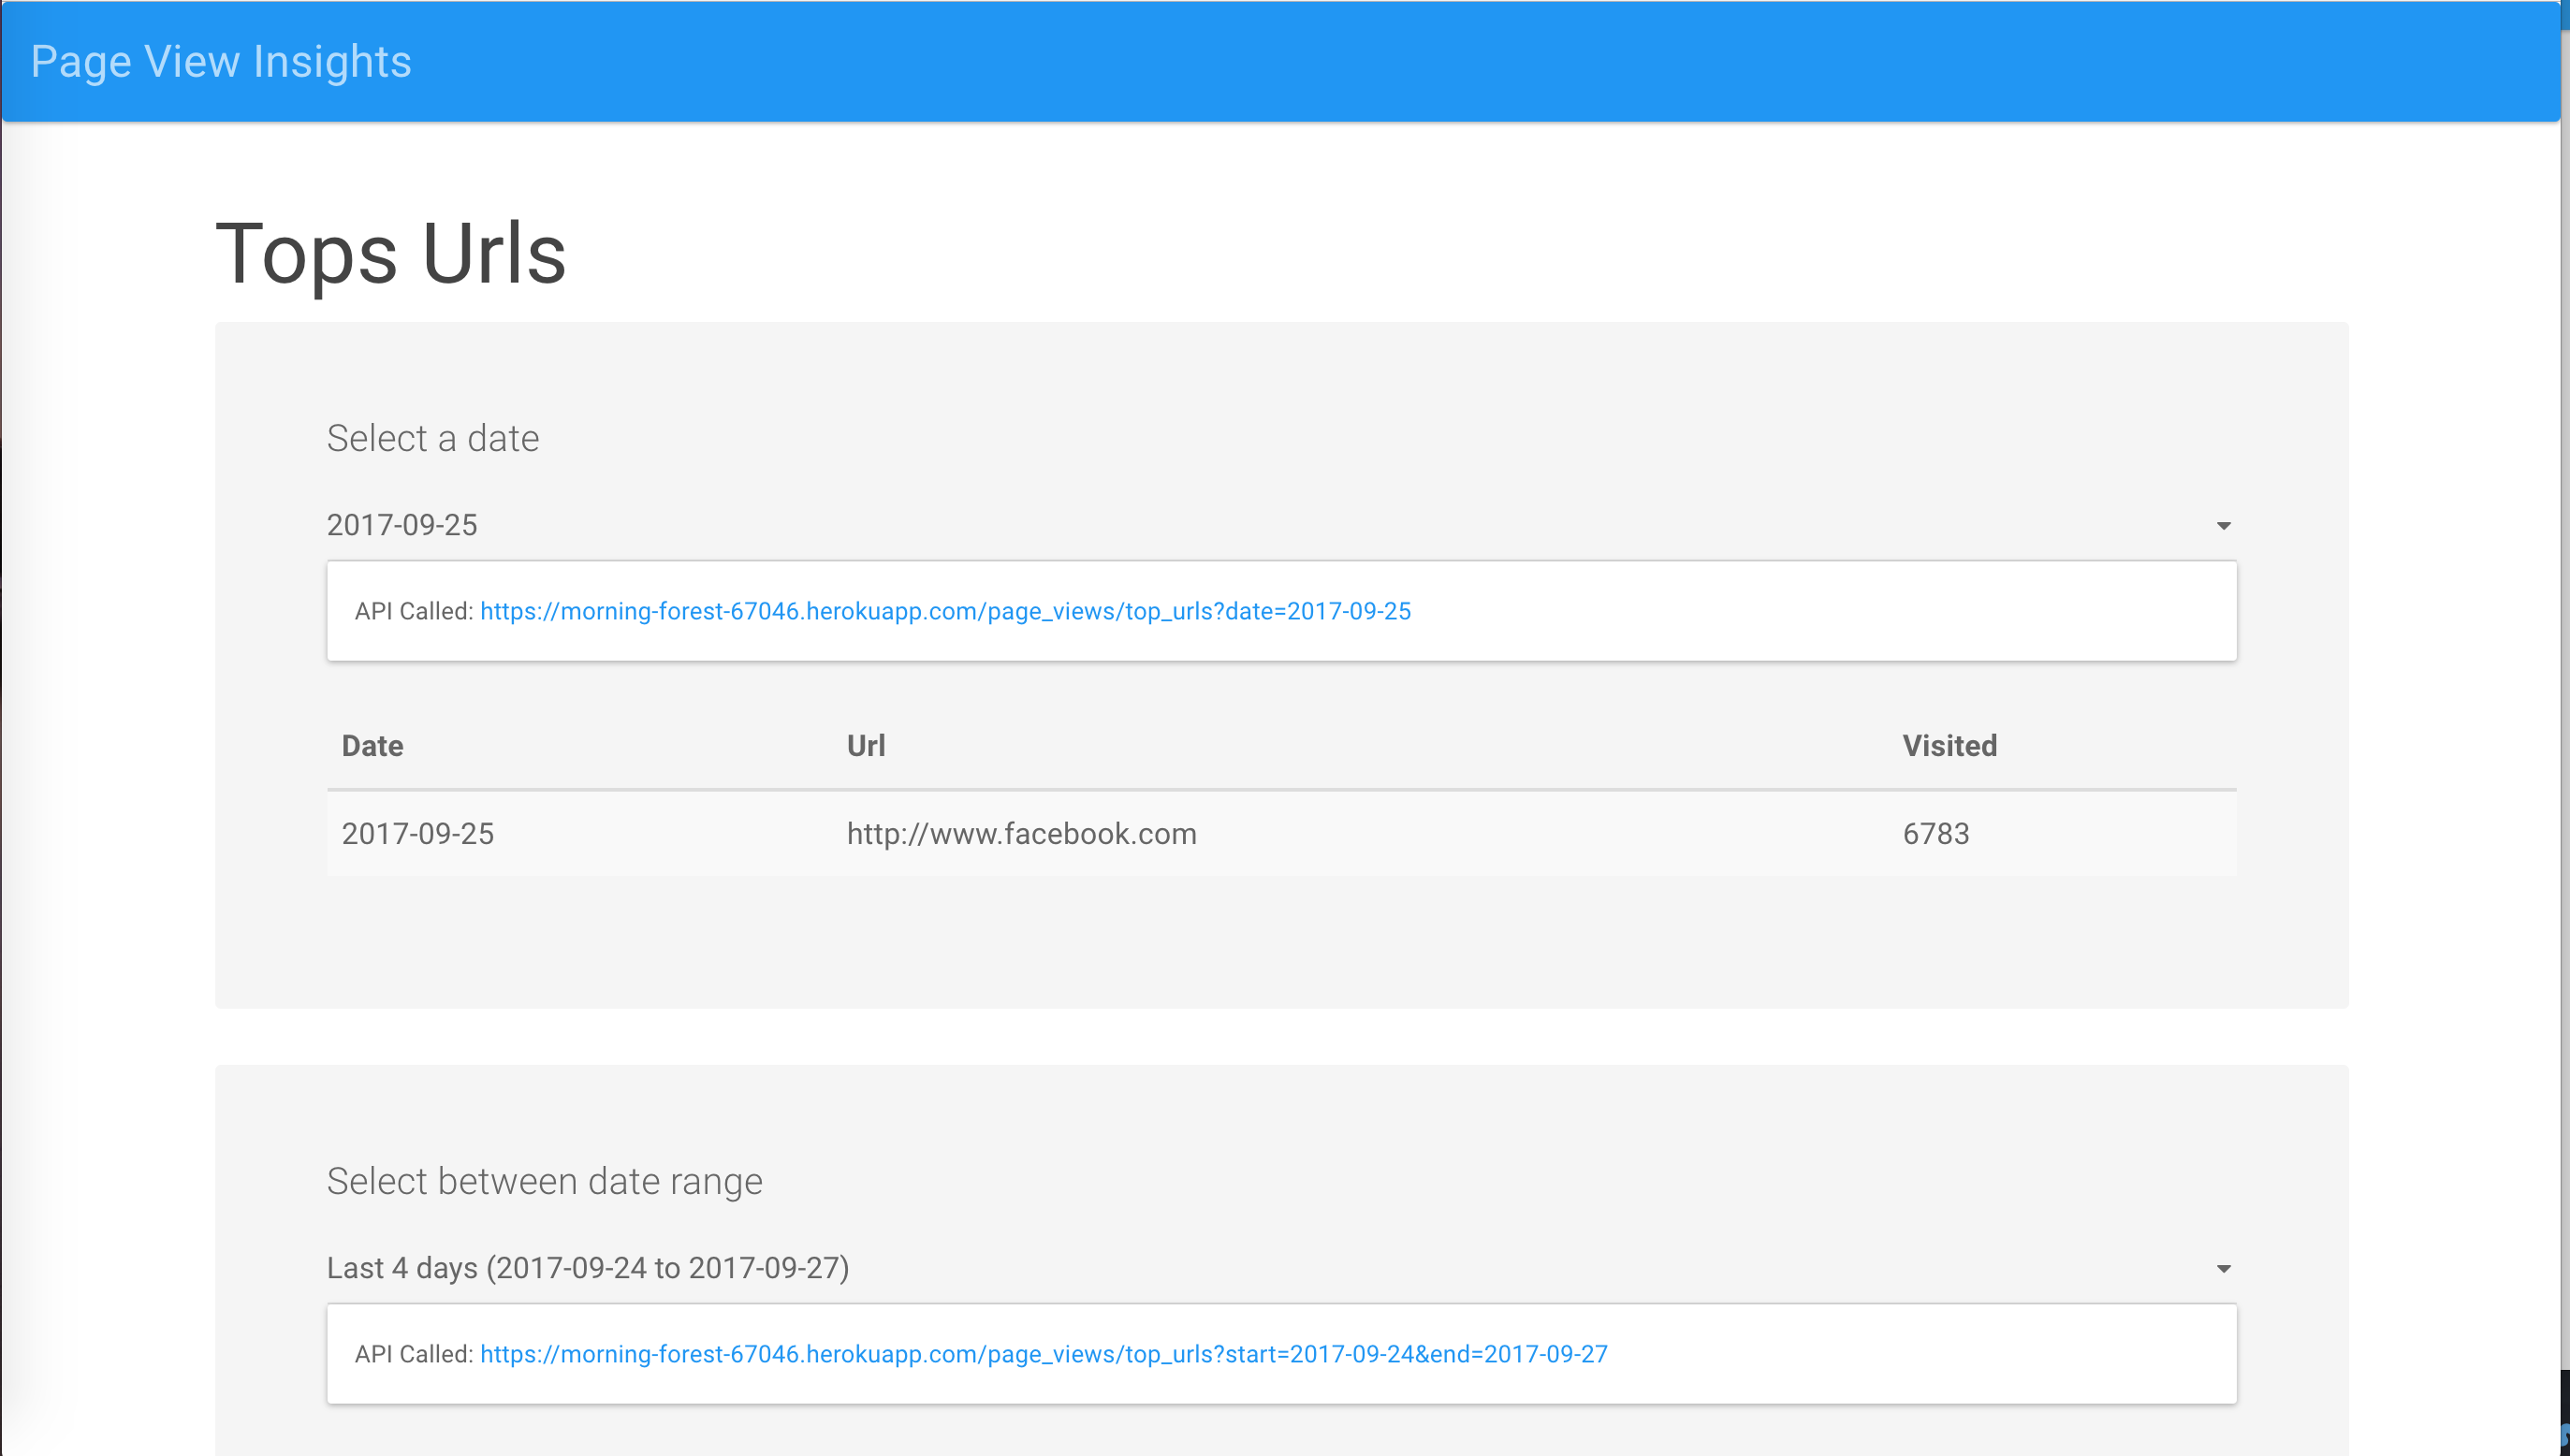 Page View Insights
Tops Urls
Select a date
2017-09-25
API Called: https://morning-forest-67046.herokuapp.com/page_views/top_urls?date=2017-09-25
Date Url Visited
2017-09-25 http://www.facebook.com 6783
Select between date range
Last 4 days (2017-09-24 to 2017-09-27)
API Called: https://morning-forest-67046.herokuapp.com/page_views/top_urls?start=2017-09-24&end=2017-09-27